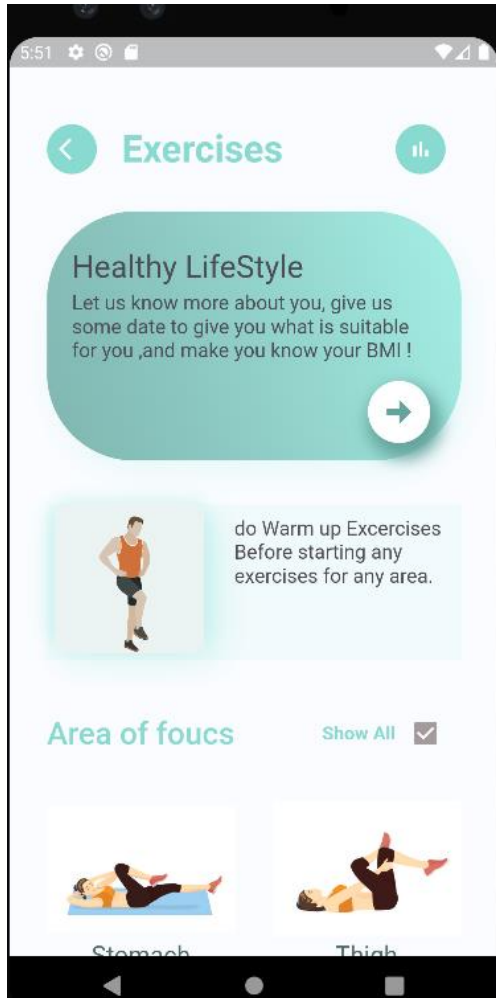 5:51
Exercises
Healthy LifeStyle
Let us know more about you, give us
some date to give you what is suitable
for you ,and make you know your BMI !
do Warm up Excercises
Before starting any
exercises for any area.
Area of foucs
Show All
Stomach
Thigh